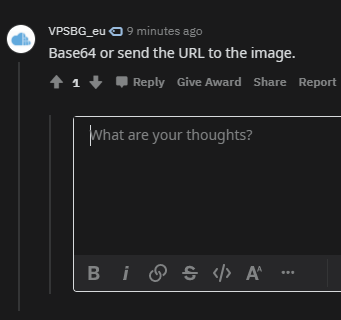 VPSBG_eu 9 minutes ago
Base64 or send the URL to the image.
1 Reply Give Award Share Report
What are your thoughts?
B i S </> A^ ...